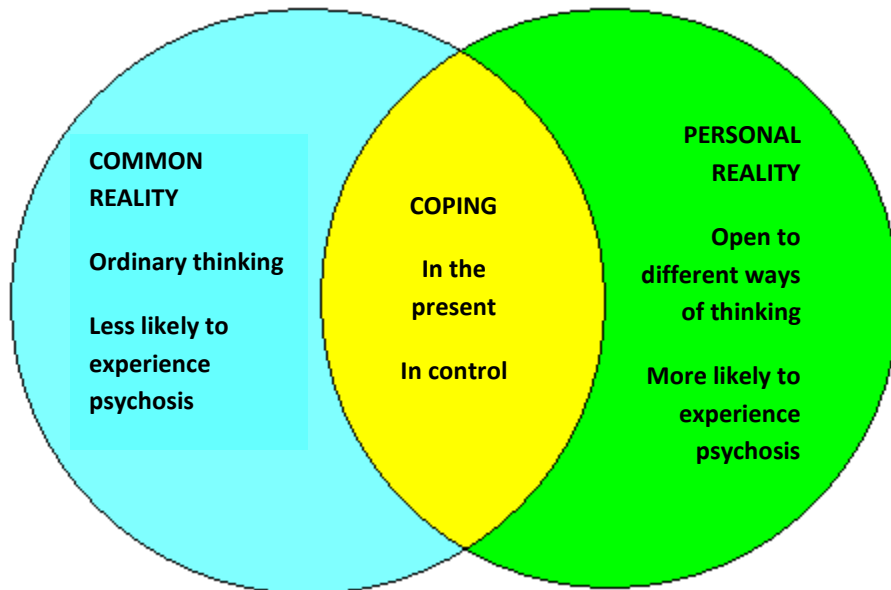 COMMON
REALITY
Ordinary thinking
Less likely to
experience
psychosis
COPING
In the
present
In control
PERSONAL
REALITY
Open to
different ways
of thinking
More likely to
experience
psychosis